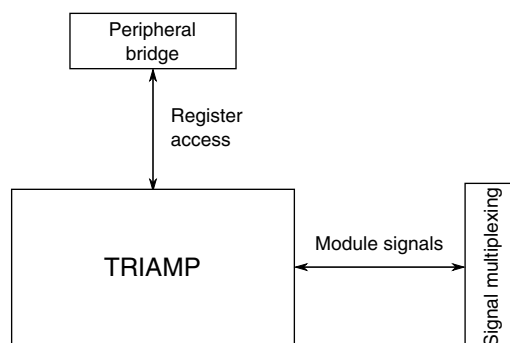 Peripheral
bridge
Register
access
TRIAMP
Module signals
Signal multiplexing